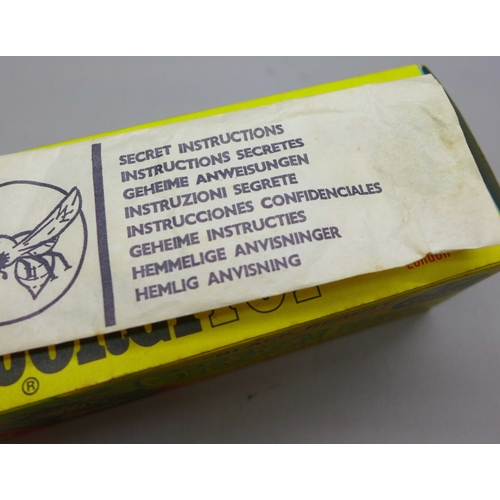 SECRET INSTRUCTIONS
INSTRUCTIONS SECRETES
GEHEIME ANWEISUNGEN
INSTRUZIONI SEGRETE
INSTRUCCIONES CONFIDENCIALES
GEHEIME INSTRUCTIES
HEMMELIGE ANVISNINGER
HEMLIG ANVISNING
LONDON
®